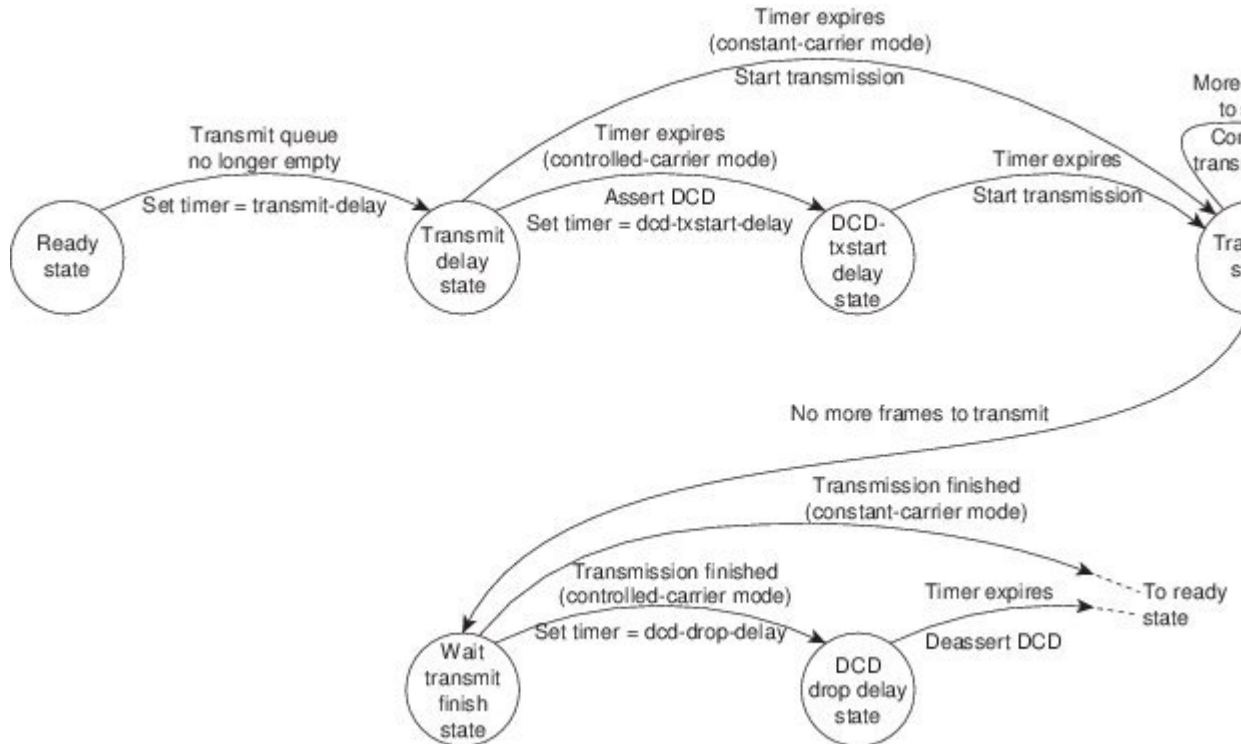 Timer expires
(constant-carrier mode)
Start transmission
More
to
Transmit queue
no longer empty
Set timer = transmit-delay
Timer expires
(controlled-carrier mode)
Assert DCD
Set timer = dcd-txstart-delay
Timer expires
Start transmission
Ready
state
Transmit
delay
state
DCD-
txstart
delay
state
No more frames to transmit
Transmission finished
(constant-carrier mode)
Transmission finished
(controlled-carrier mode)
Set timer = dcd-drop-delay
Timer expires
Deassert DCD
To ready
state
Wait
transmit
finish
state
DCD
drop delay
state